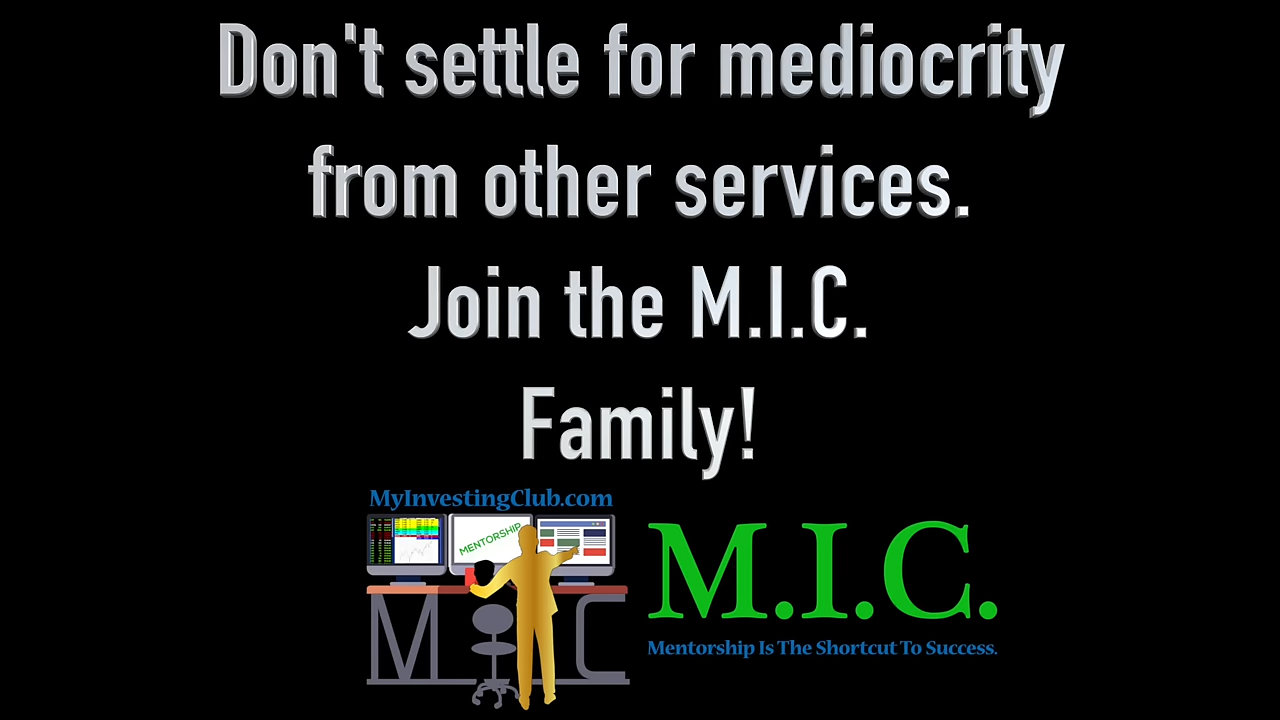 Don't settle for mediocrity
from other services.
Join the M.I.C.
Family!
MyInvestingClub.com
MENTORSHIP
M.I.C.
MIC
Mentorship Is The Shortcut To Success.